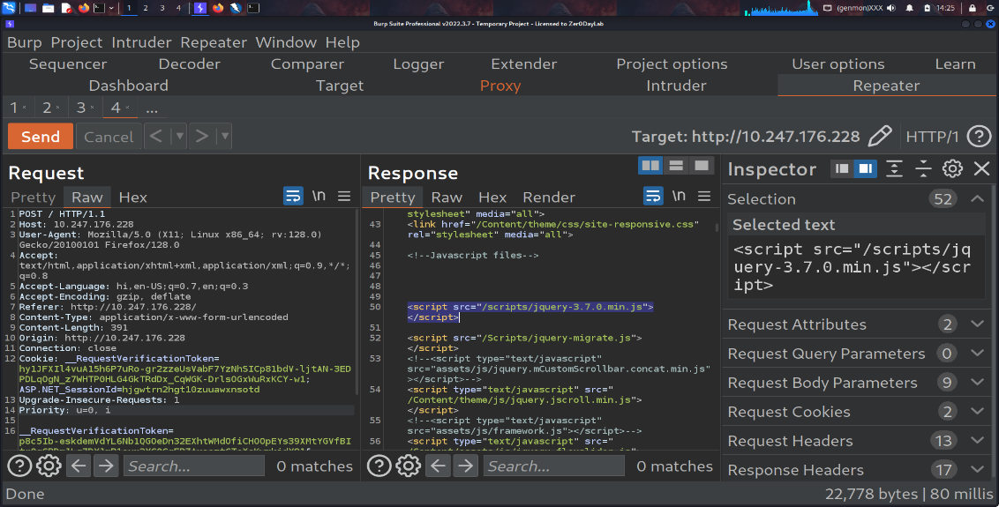 1 2 3 4
(genmon)XXX 14:25
Burp Suite Professional v2022.3.7 - Temporary Project - Licensed to Zer0DayLab
Burp Project Intruder Repeater Window Help
Sequencer Decoder Comparer Logger Extender Project options User options Learn
Dashboard Target Proxy Intruder Repeater
1 × 2 × 3 × 4 × ...
Send Cancel < > Target: http://10.247.176.228 HTTP/1 ?
Request
Pretty Raw Hex \n
1 POST / HTTP/1.1
2 Host: 10.247.176.228
3 User-Agent: Mozilla/5.0 (X11; Linux x86_64; rv:128.0)
Gecko/20100101 Firefox/128.0
4 Accept:
text/html,application/xhtml+xml,application/xml;q=0.9,*/*;
q=0.8
5 Accept-Language: hi,en-US;q=0.7,en;q=0.3
6 Accept-Encoding: gzip, deflate
7 Referer: http://10.247.176.228/
8 Content-Type: application/x-www-form-urlencoded
9 Content-Length: 391
10 Origin: http://10.247.176.228
11 Connection: close
12 Cookie: __RequestVerificationToken=
hy1JFXIl4vuA15h6P7uRo-gr2zzeUsVabF7YzNhSICp81bdV-ljtAN-3ED
PDLqOgN_z7WHTP0HLG4GkTRdDx_CqWGK-DrlsOGxWuRxKCY-w1;
ASP.NET_SessionId=hjgwtrn2hgt10zuuawxnsotd
13 Upgrade-Insecure-Requests: 1
14 Priority: u=0, i
15
16 __RequestVerificationToken=
p8c5Ib-eskdemVdYL6Nb1QGOeDn32EXhtWMdOfiCHOOpEYs39XMtYGVfBI
? Search... 0 matches
Response
Pretty Raw Hex Render \n
stylesheet" media="all">
43 <link href="/Content/theme/css/site-responsive.css"
rel="stylesheet" media="all">
44
45 <!--Javascript files-->
46
47
48
49
50 <script src="/scripts/jquery-3.7.0.min.js">
</script>
51
52 <script src="/Scripts/jquery-migrate.js">
</script>
53 <!--<script type="text/javascript"
src="assets/js/jquery.mCustomScrollbar.concat.min.js"
></script>-->
54 <script type="text/javascript" src="
/Content/theme/js/jquery.jscroll.min.js">
</script>
55 <!--<script type="text/javascript"
src="assets/js/framework.js"></script>-->
56 <script type="text/javascript" src="
? Search... 0 matches
Inspector
Selection 52
Selected text
<script src="/scripts/jq
uery-3.7.0.min.js"></scr
ipt>
Request Attributes 2
Request Query Parameters 0
Request Body Parameters 9
Request Cookies 2
Request Headers 13
Response Headers 17
Done 22,778 bytes | 80 millis